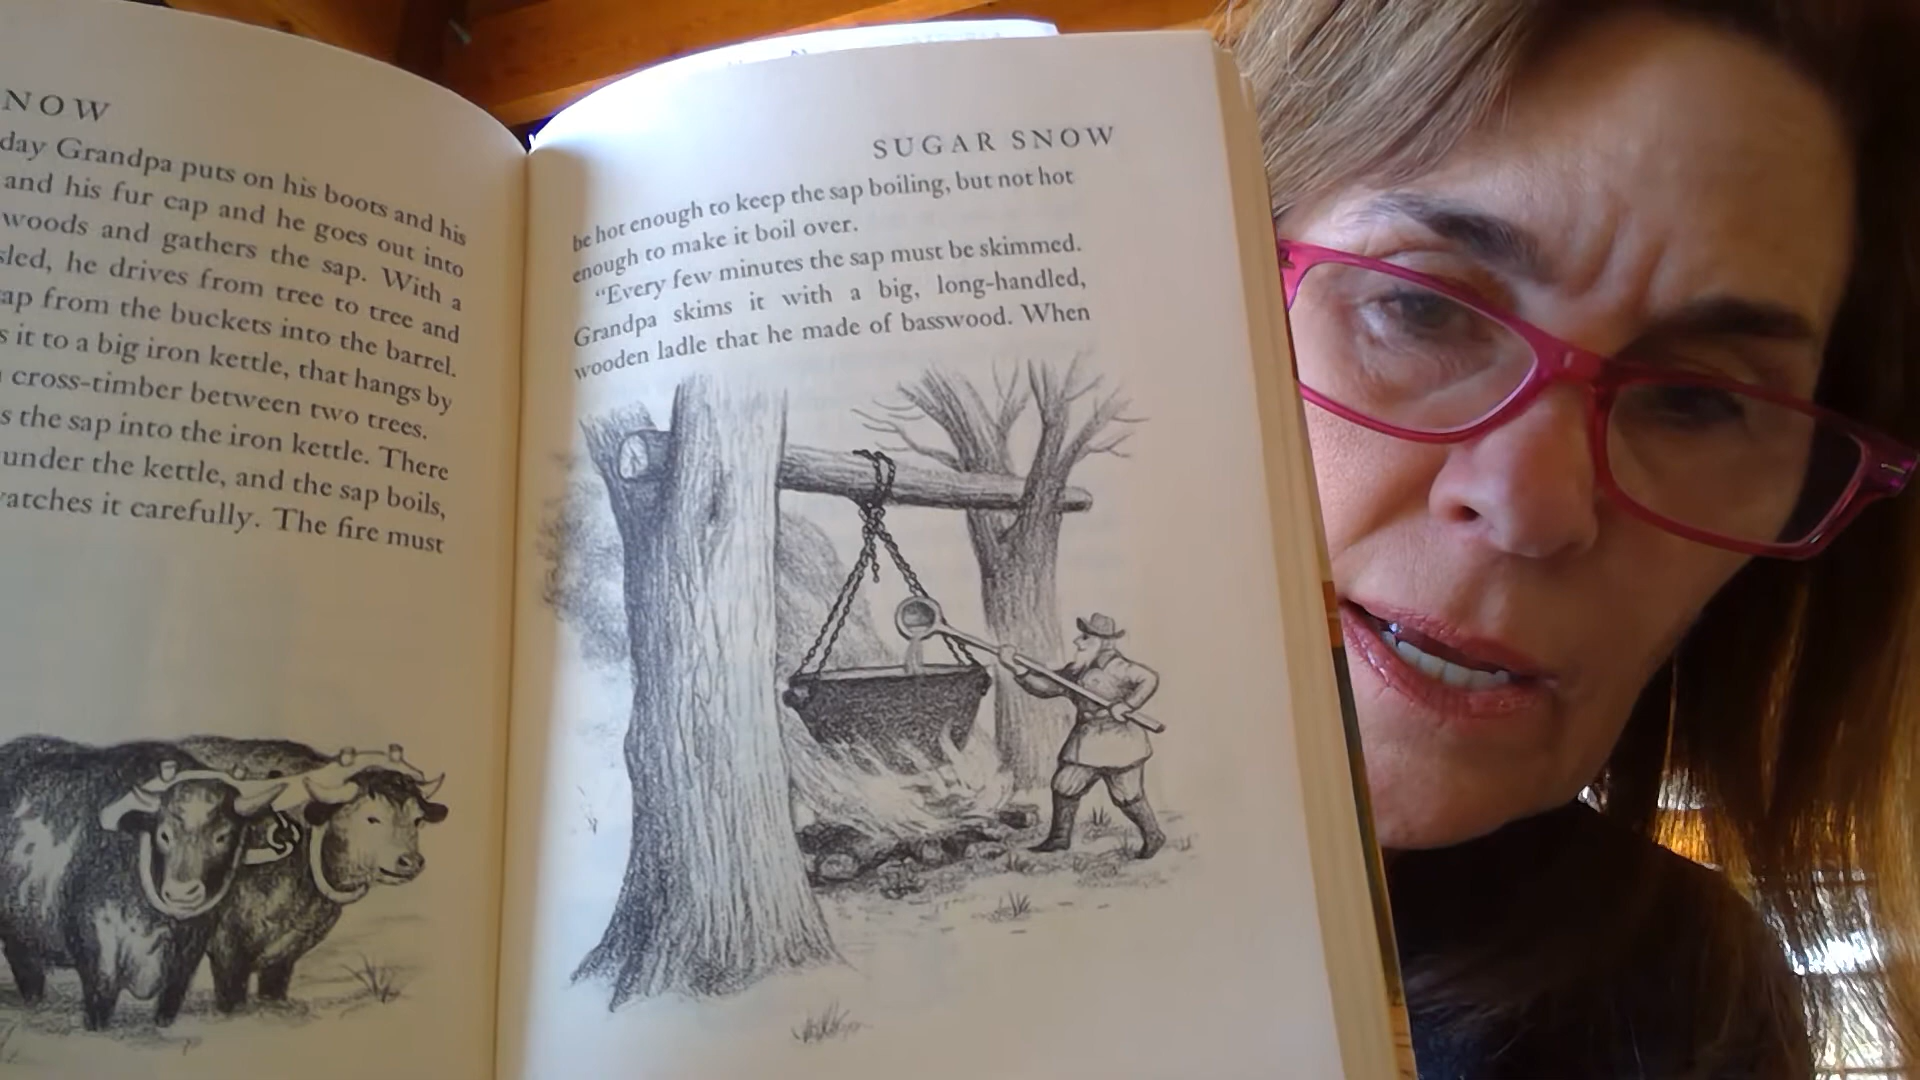 NOW
day Grandpa puts on his boots and his
and his fur cap and he goes out into
woods and gathers the sap. With a
sled, he drives from tree to tree and
ap from the buckets into the barrel.
s it to a big iron kettle, that hangs by
cross-timber between two trees.
s the sap into the iron kettle. There
under the kettle, and the sap boils,
atches it carefully. The fire must
SUGAR SNOW
be hot enough to keep the sap boiling, but not hot
enough to make it boil over.
“Every few minutes the sap must be skimmed.
Grandpa skims it with a big, long-handled,
wooden ladle that he made of basswood. When